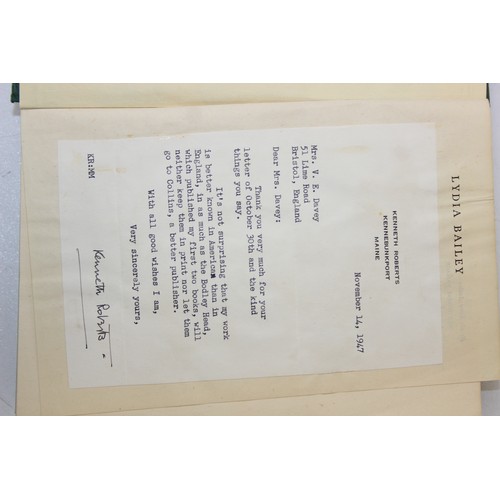 LYDIA BAILEY
KENNETH ROBERTS
KENNEBUNKPORT
MAINE
November 14, 1947
Mrs. V. E. Davey
51 Lime Road
Bristol, England
Dear Mrs. Davey:
Thank you very much for your
letter of October 30th and the kind
things you say.
It's not surprising that my work
is better known in America than in
England, in as much as the Bodley Head,
which published my first two books, will
neither keep them in print nor let them
go to Collins, a better publisher.
With all good wishes I am,
Very sincerely yours,
Kenneth Roberts
KR:MM